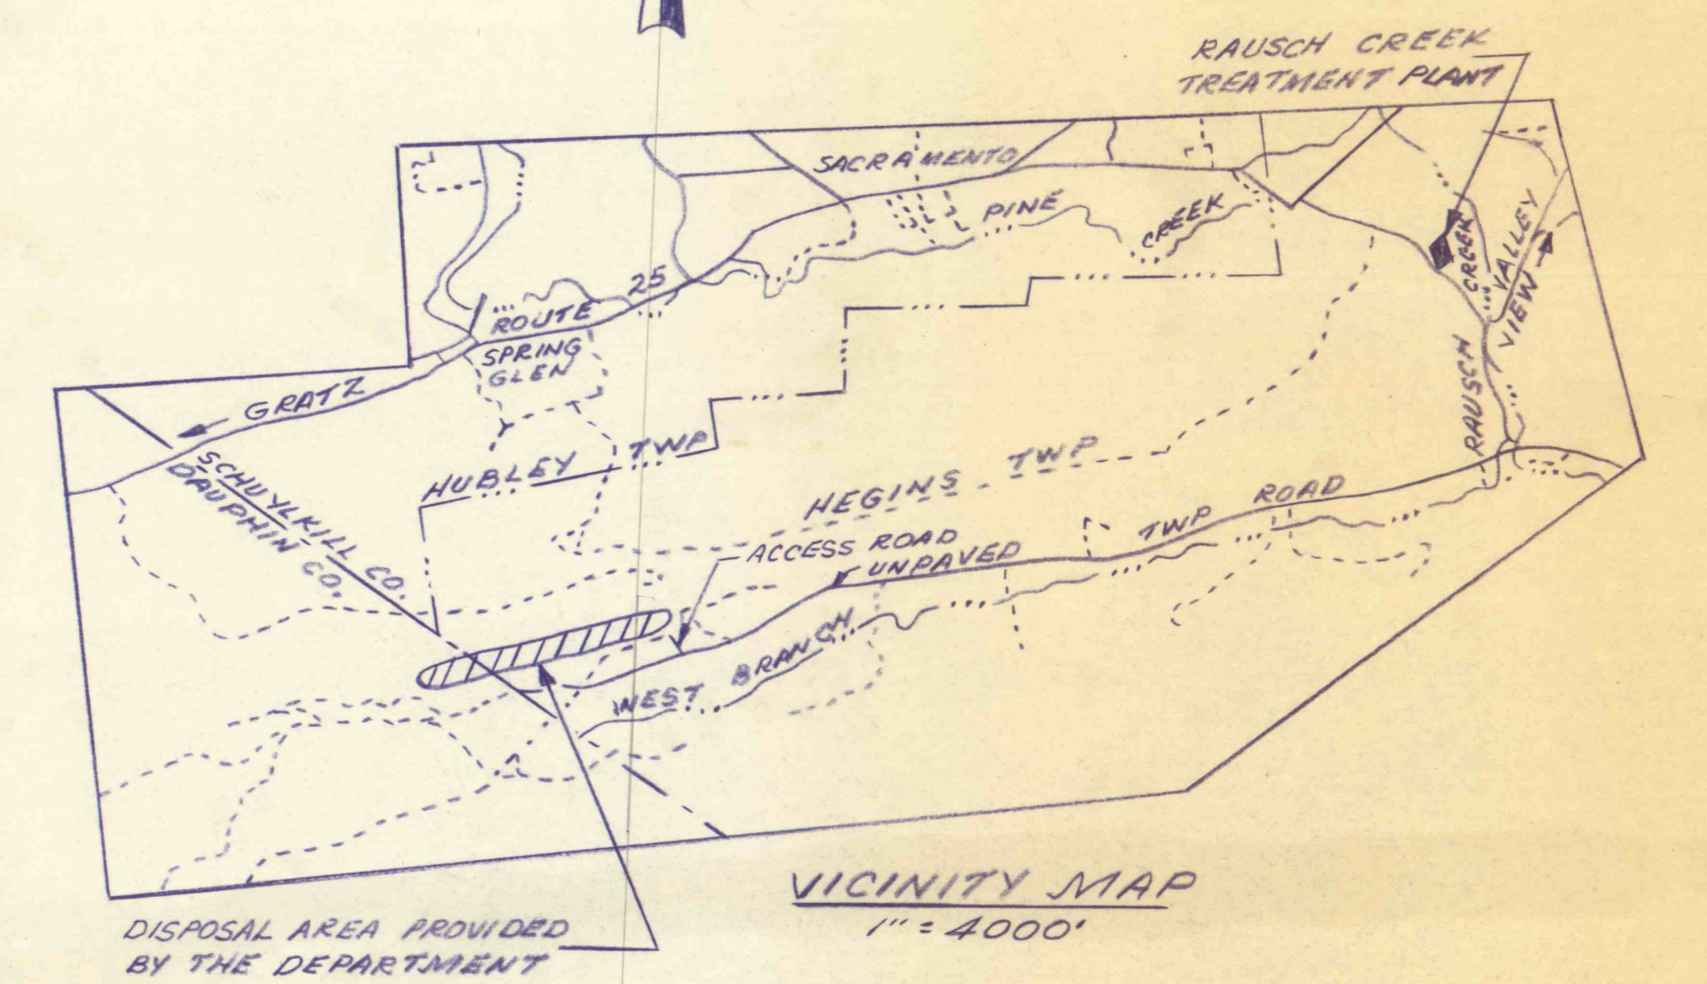 RAUSCH CREEK
TREATMENT PLANT
SACRAMENTO
PINE CREEK
CREEK
VALLEY
VIEW
25
ROUTE
SPRING
GLEN
RAUSCH
GRATZ
SCHUYLKILL CO.
DAUPHIN CO.
HUBLEY TWP
HEGINS TWP
ACCESS ROAD
UNPAVED
TWP ROAD
WEST BRANCH
VICINITY MAP
1" = 4000'
DISPOSAL AREA PROVIDED
BY THE DEPARTMENT